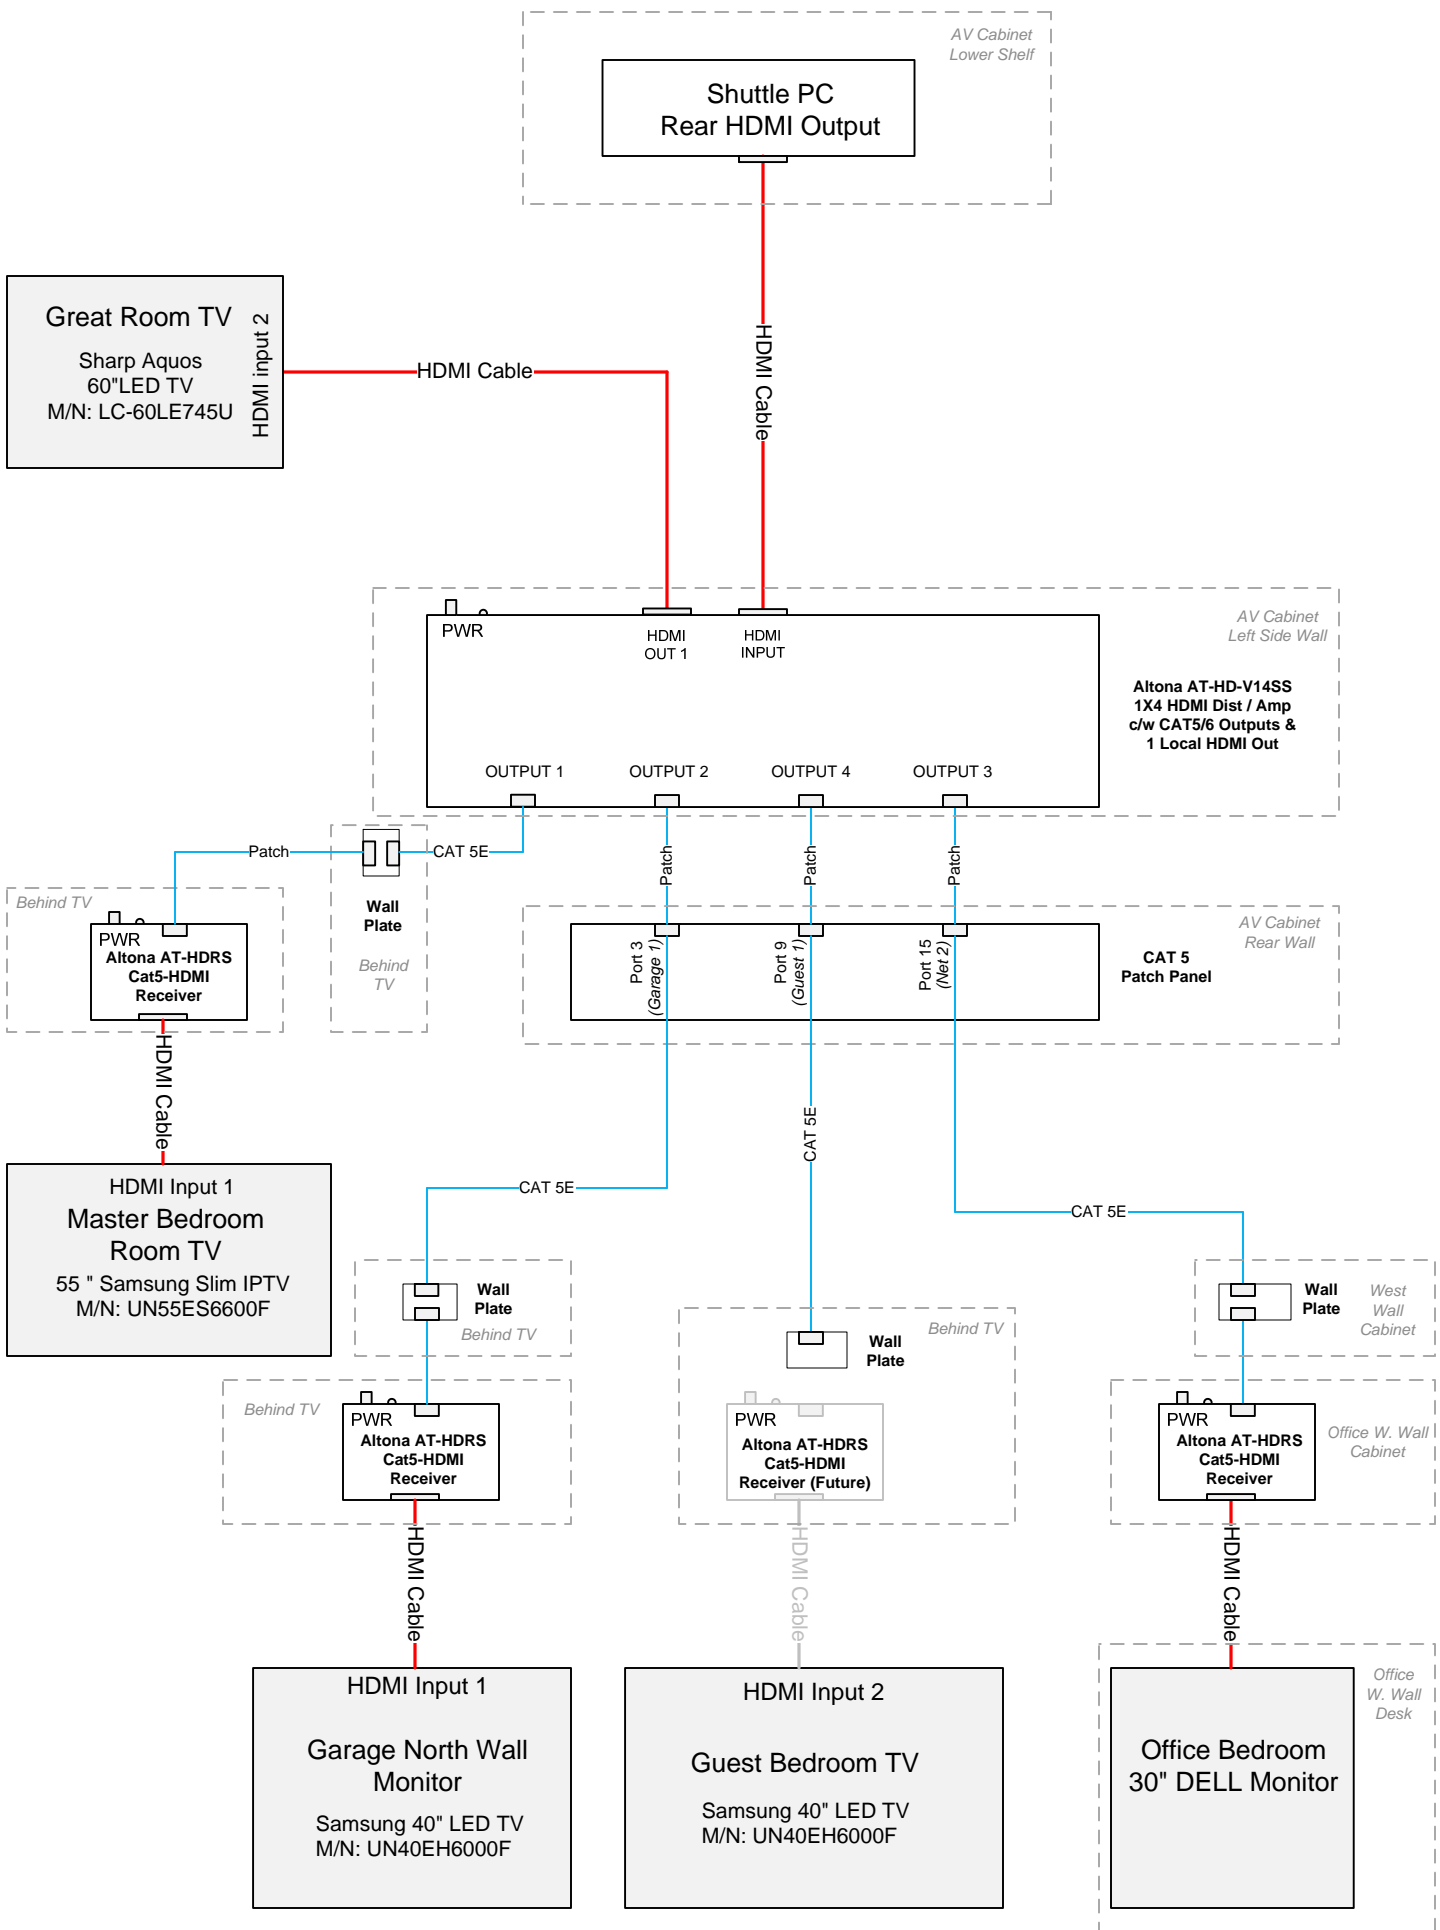 AV Cabinet
Lower Shelf
Shuttle PC
Rear HDMI Output
Great Room TV
Sharp Aquos
60"LED TV
M/N: LC-60LE745U
HDMI input 2
HDMI Cable
HDMI Cable
PWR
HDMI
OUT 1
HDMI
INPUT
AV Cabinet
Left Side Wall
Altona AT-HD-V14SS
1X4 HDMI Dist / Amp
c/w CAT5/6 Outputs &
1 Local HDMI Out
OUTPUT 1
OUTPUT 2
OUTPUT 4
OUTPUT 3
Patch
CAT 5E
Patch
Patch
Patch
Wall
Plate
Behind
TV
Behind TV
PWR
Altona AT-HDRS
Cat5-HDMI
Receiver
Port 3
(Garage 1)
Port 9
(Guest 1)
Port 15
(Net 2)
CAT 5
Patch Panel
AV Cabinet
Rear Wall
HDMI Cable
CAT 5E
CAT 5E
CAT 5E
HDMI Input 1
Master Bedroom
Room TV
55 " Samsung Slim IPTV
M/N: UN55ES6600F
Wall
Plate
Behind TV
Wall
Plate
Behind TV
Wall
Plate
West
Wall
Cabinet
Behind TV
PWR
Altona AT-HDRS
Cat5-HDMI
Receiver
PWR
Altona AT-HDRS
Cat5-HDMI
Receiver (Future)
PWR
Altona AT-HDRS
Cat5-HDMI
Receiver
Office W. Wall
Cabinet
HDMI Cable
HDMI Cable
HDMI Cable
HDMI Input 1
Garage North Wall
Monitor
Samsung 40" LED TV
M/N: UN40EH6000F
HDMI Input 2
Guest Bedroom TV
Samsung 40" LED TV
M/N: UN40EH6000F
Office Bedroom
30" DELL Monitor
Office
W. Wall
Desk